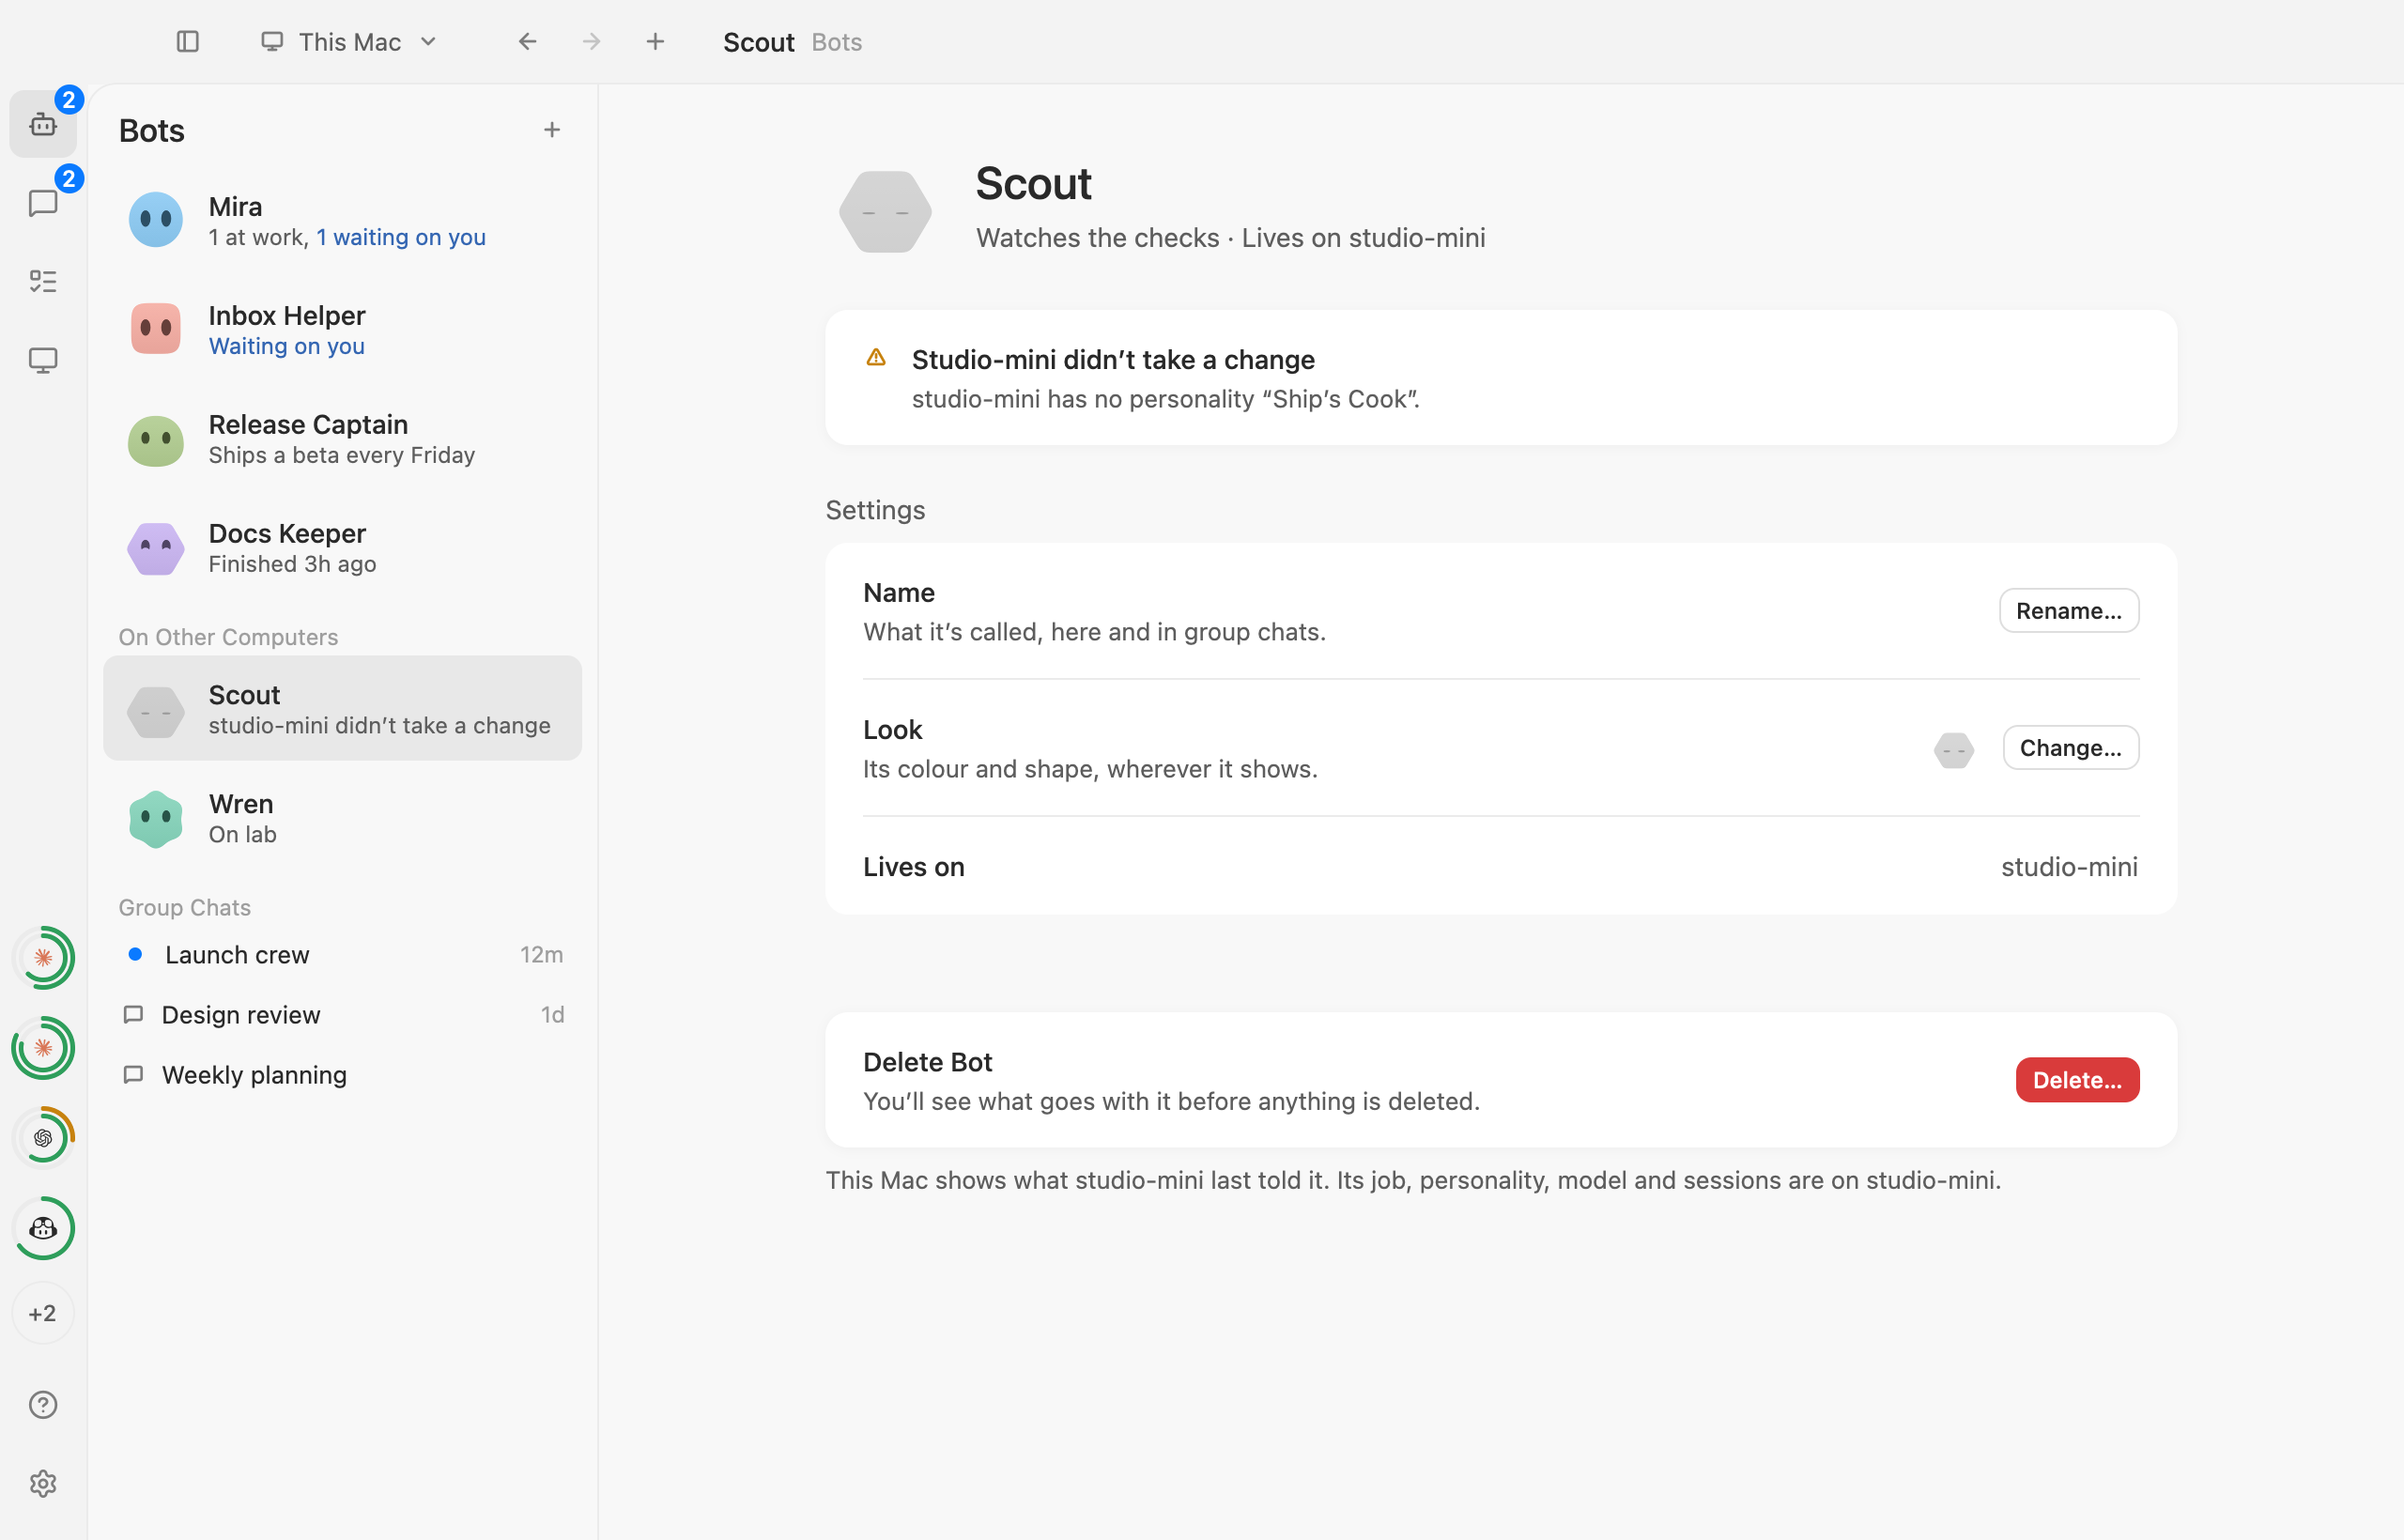 This Mac
Scout Bots
2
2
Bots
Mira
1 at work, 1 waiting on you
Inbox Helper
Waiting on you
Release Captain
Ships a beta every Friday
Docs Keeper
Finished 3h ago
On Other Computers
Scout
studio-mini didn’t take a change
Wren
On lab
Group Chats
Launch crew 12m
Design review 1d
Weekly planning
+2
Scout
Watches the checks · Lives on studio-mini
Studio-mini didn’t take a change
studio-mini has no personality “Ship’s Cook”.
Settings
Name
What it’s called, here and in group chats.
Rename...
Look
Its colour and shape, wherever it shows.
Change...
Lives on studio-mini
Delete Bot
You’ll see what goes with it before anything is deleted.
Delete...
This Mac shows what studio-mini last told it. Its job, personality, model and sessions are on studio-mini.